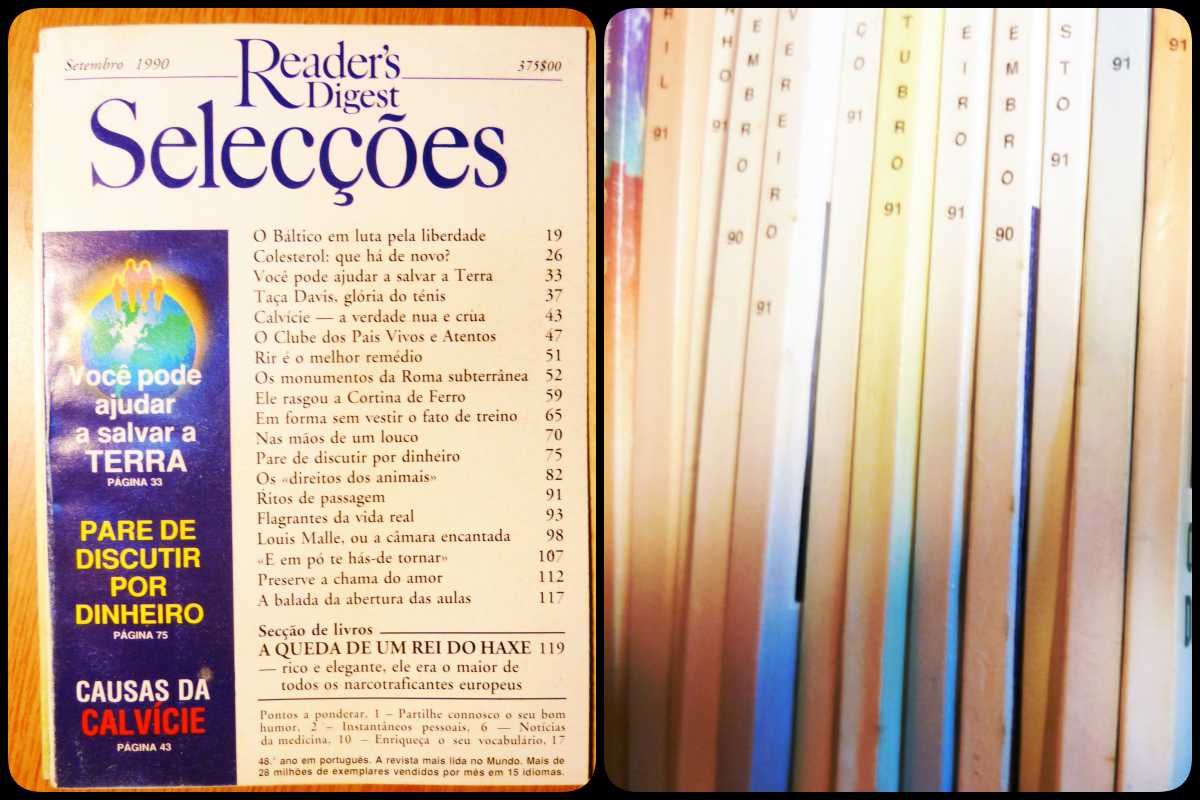 Setembro 1990
Reader's
Digest
375$00
Selecções
O Báltico em luta pela liberdade 19
Colesterol: que há de novo? 26
Você pode ajudar a salvar a Terra 33
Taça Davis, glória do ténis 37
Calvície — a verdade nua e crua 43
O Clube dos Pais Vivos e Atentos 47
Rir é o melhor remédio 51
Os monumentos da Roma subterrânea 52
Ele rasgou a Cortina de Ferro 59
Em forma sem vestir o fato de treino 65
Nas mãos de um louco 70
Pare de discutir por dinheiro 75
Os «direitos dos animais» 82
Ritos de passagem 91
Flagrantes da vida real 93
Louis Malle, ou a câmara encantada 98
«E em pó te hás-de tornar» 107
Preserve a chama do amor 112
A balada da abertura das aulas 117
Secção de livros
A QUEDA DE UM REI DO HAXE 119
— rico e elegante, ele era o maior de
todos os narcotraficantes europeus
Pontos a ponderar, 1 – Partilhe connosco o seu bom
humor, 2 – Instantâneos pessoais, 6 — Notícias
da medicina, 10 – Enriqueça o seu vocabulário, 17
48.º ano em português. A revista mais lida no Mundo. Mais de
28 milhões de exemplares vendidos por mês em 15 idiomas.
Você pode
ajudar
a salvar a
TERRA
PÁGINA 33
PARE DE
DISCUTIR
POR
DINHEIRO
PÁGINA 75
CAUSAS DA
CALVÍCIE
PÁGINA 43
RIL 91
HO 91
EMBRO 90
VEREIRO 91
ÇO 91
TUBRO 91
EIRO 91
EMBRO 90
STO 91
91
91